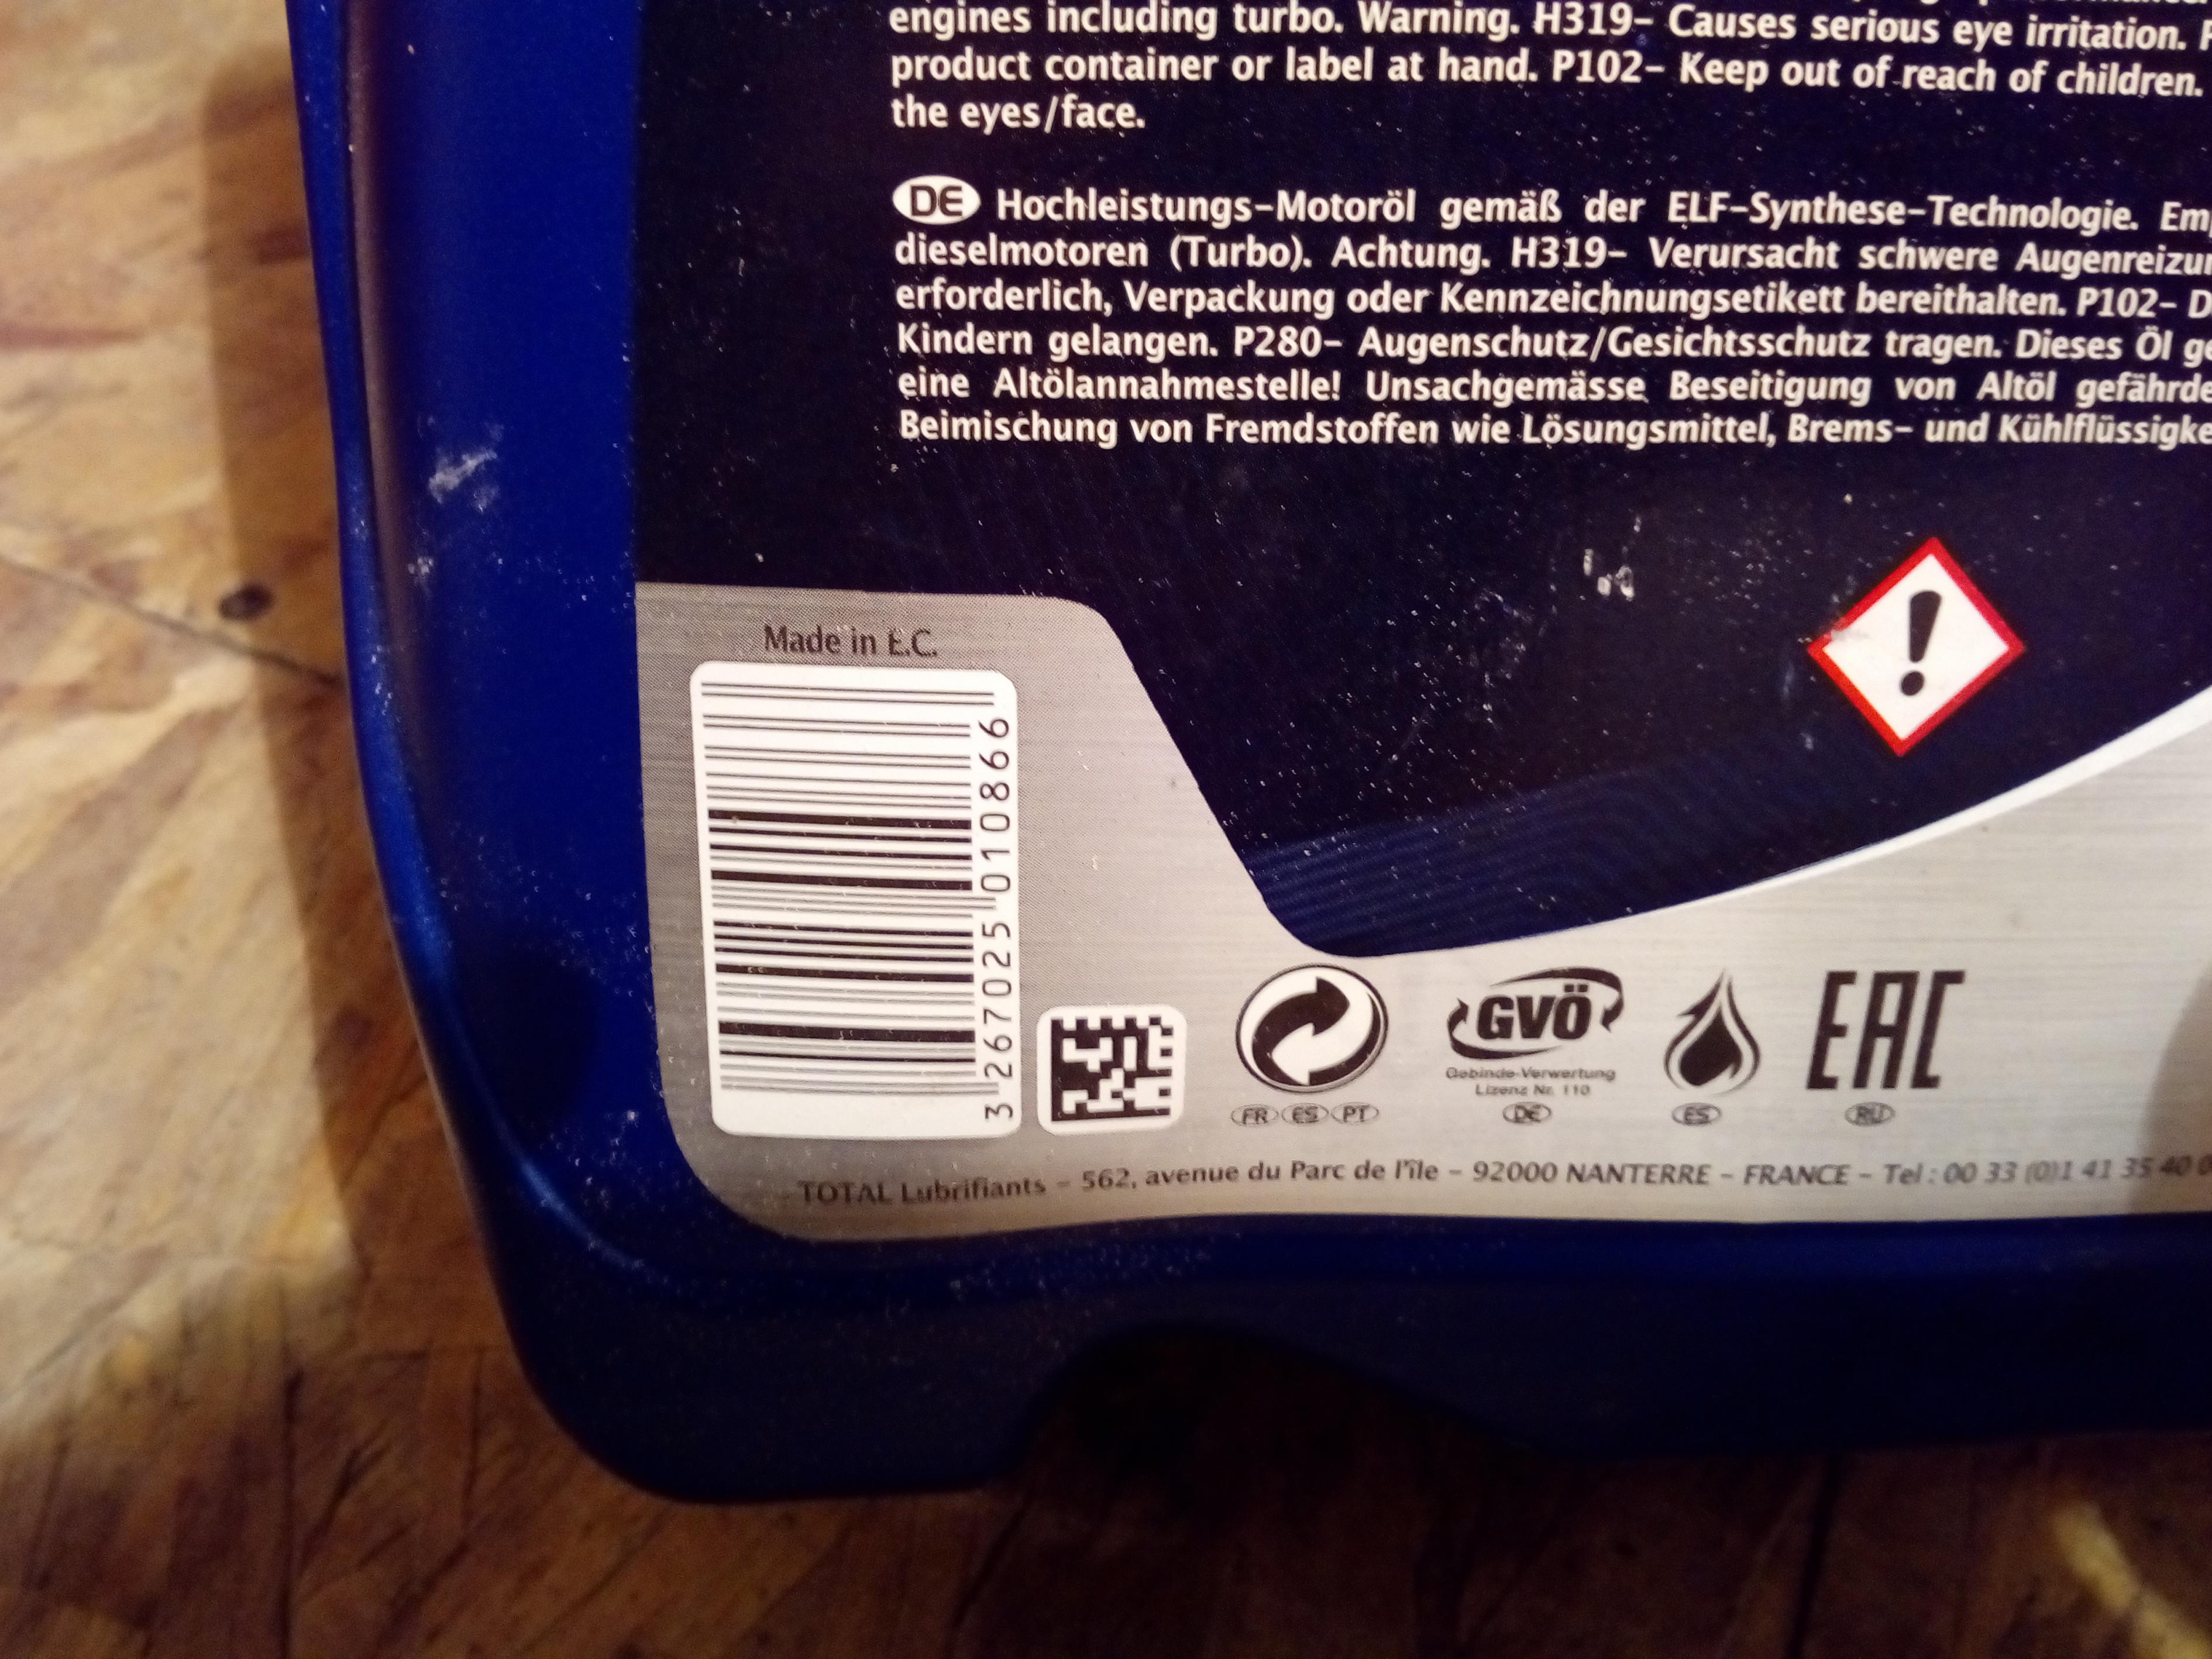 engines including turbo. Warning. H319– Causes serious eye irritation.
product container or label at hand. P102– Keep out of reach of children.
the eyes/face.
DE Hochleistungs-Motoröl gemäß der ELF-Synthese-Technologie.
dieselmotoren (Turbo). Achtung. H319– Verursacht schwere
erforderlich, Verpackung oder Kennzeichnungsetikett bereithalten. P102–
Kindern gelangen. P280– Augenschutz/Gesichtsschutz tragen. Dieses Öl
eine Altölannahmestelle! Unsachgemässe Beseitigung von Altöl
Beimischung von Fremdstoffen wie Lösungsmittel, Brems- und
Made in E.C.
3 267025 010866
GVÖ
Gebinde-Verwertung
Lizenz Nr. 110
EAC
FR ES PT
DE
ES
RU
TOTAL Lubrifiants – 562, avenue du Parc de l'île – 92000 NANTERRE – FRANCE – Tel : 00 33 (0)1 41 35 40